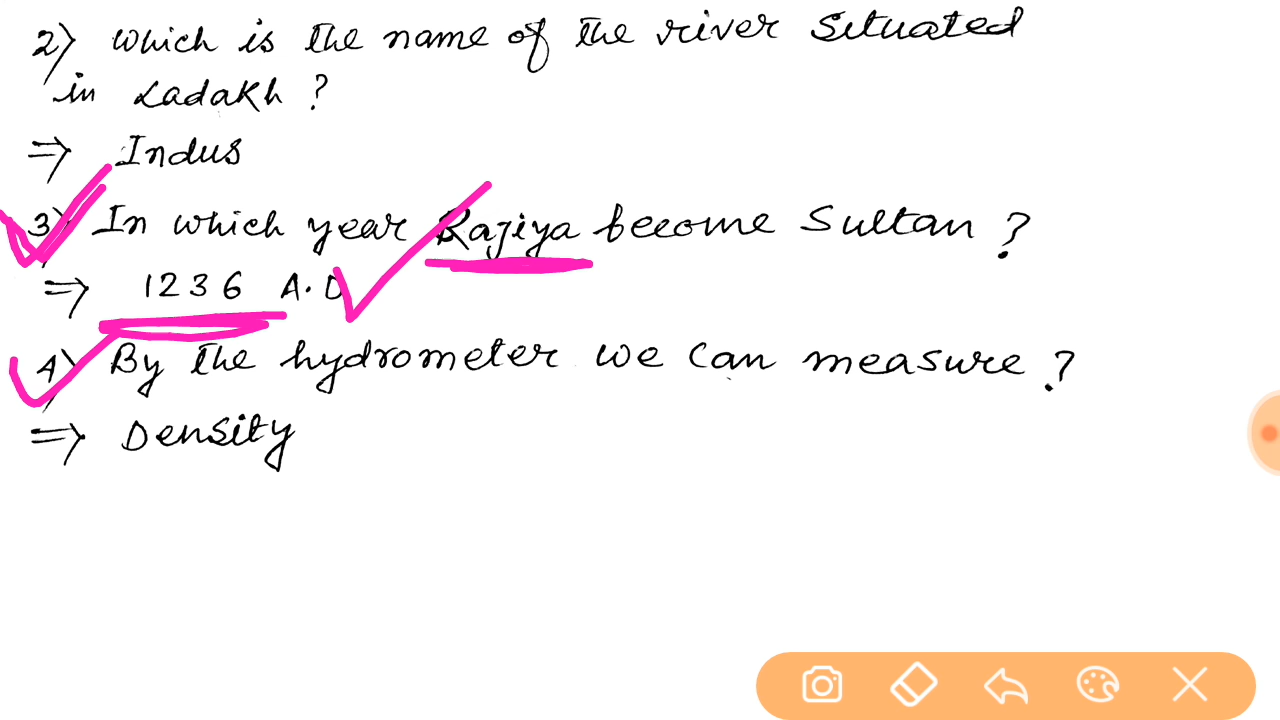 2) which is the name of the river situated
in Ladakh ?
⇒ Indus
3) In which year Rajiya become Sultan ?
⇒ 1236 A.D
4) By the hydrometer we can measure ?
⇒ Density